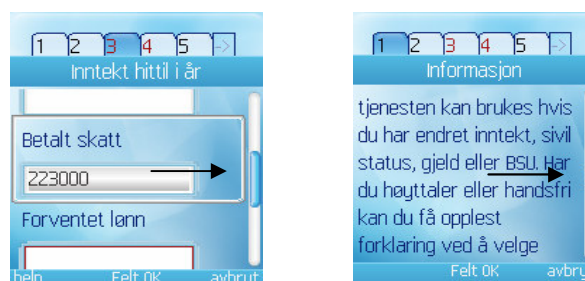 1 2 3 4 5 ->
Inntekt hittil i år
Betalt skatt
223000
Forventet lønn
help Felt OK avbrut
1 2 3 4 5 ->
Informasjon
tjenesten kan brukes hvis
du har endret inntekt, sivil
status, gjeld eller BSU. Har
du høyttaler eller handsfri
kan du få opplest
forklaring ved å velge
Felt OK avbry